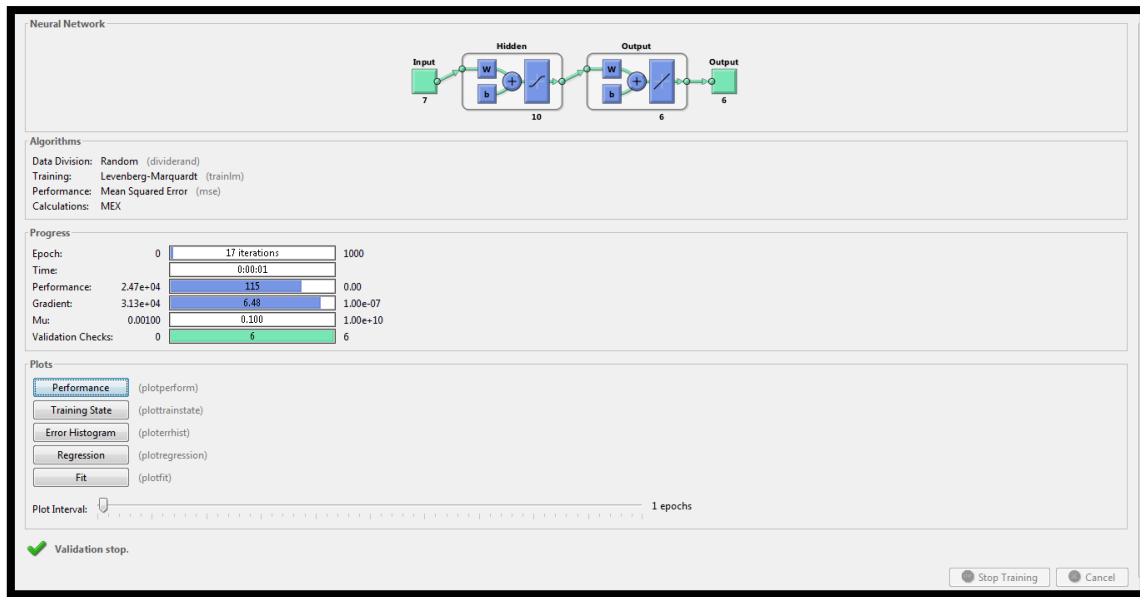 Neural Network
Hidden
Output
Input
Output
W
W
b
b
7
10
6
6
Algorithms
Data Division: Random (dividerand)
Training: Levenberg-Marquardt (trainlm)
Performance: Mean Squared Error (mse)
Calculations: MEX
Progress
Epoch: 0 17 iterations 1000
Time: 0:00:01
Performance: 2.47e+04 115 0.00
Gradient: 3.13e+04 6.48 1.00e-07
Mu: 0.00100 0.100 1.00e+10
Validation Checks: 0 6 6
Plots
Performance (plotperform)
Training State (plottrainstate)
Error Histogram (ploterrhist)
Regression (plotregression)
Fit (plotfit)
Plot Interval: 1 epochs
Validation stop.
Stop Training Cancel